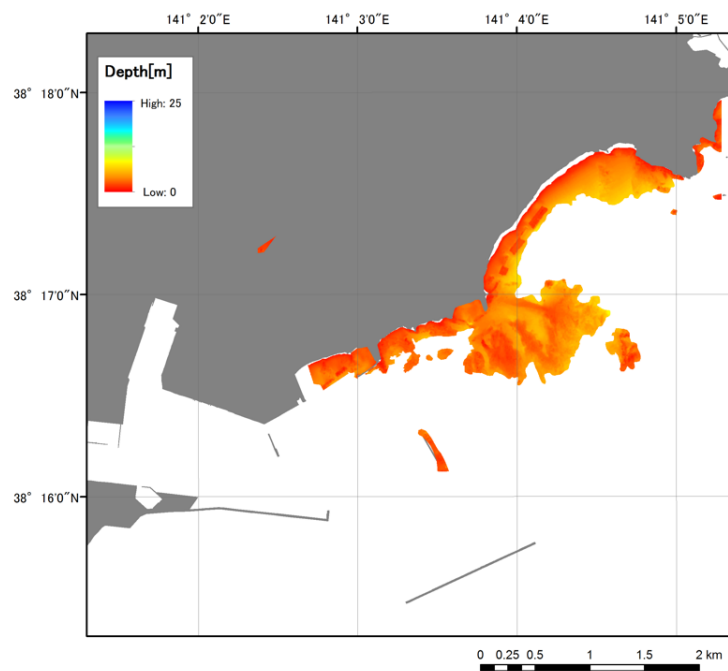 141° 2'0"E 141° 3'0"E 141° 4'0"E 141° 5'0"E
Depth[m]
High: 25
Low: 0
38° 18'0"N
38° 17'0"N
38° 16'0"N
0 0.25 0.5 1 1.5 2 km